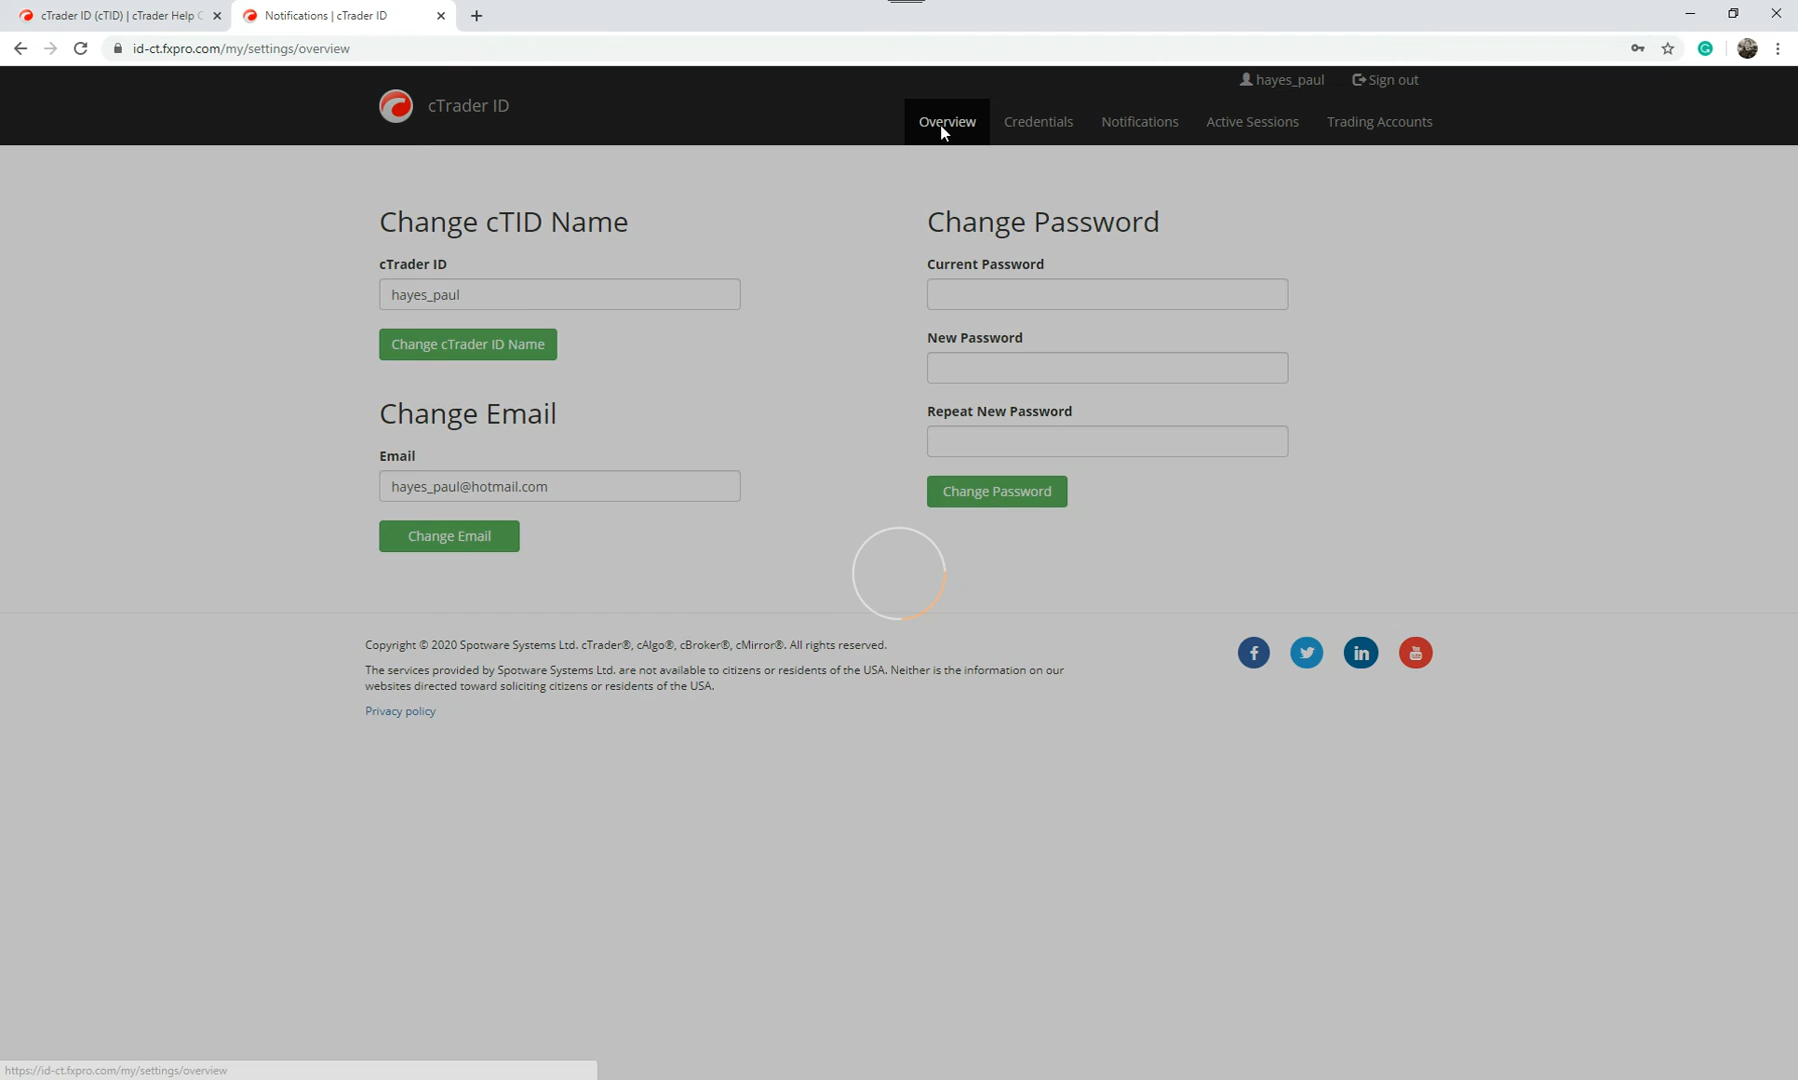 cTrader ID (cTID) | cTrader Help C
Notifications | cTrader ID
id-ct.fxpro.com/my/settings/overview
hayes_paul
Sign out
cTrader ID
Overview
Credentials
Notifications
Active Sessions
Trading Accounts
Change cTID Name
cTrader ID
hayes_paul
Change cTrader ID Name
Change Email
Email
hayes_paul@hotmail.com
Change Email
Change Password
Current Password
New Password
Repeat New Password
Change Password
Copyright © 2020 Spotware Systems Ltd. cTrader®, cAlgo®, cBroker®, cMirror®. All rights reserved.
The services provided by Spotware Systems Ltd. are not available to citizens or residents of the USA. Neither is the information on our
websites directed toward soliciting citizens or residents of the USA.
Privacy policy
https://id-ct.fxpro.com/my/settings/overview